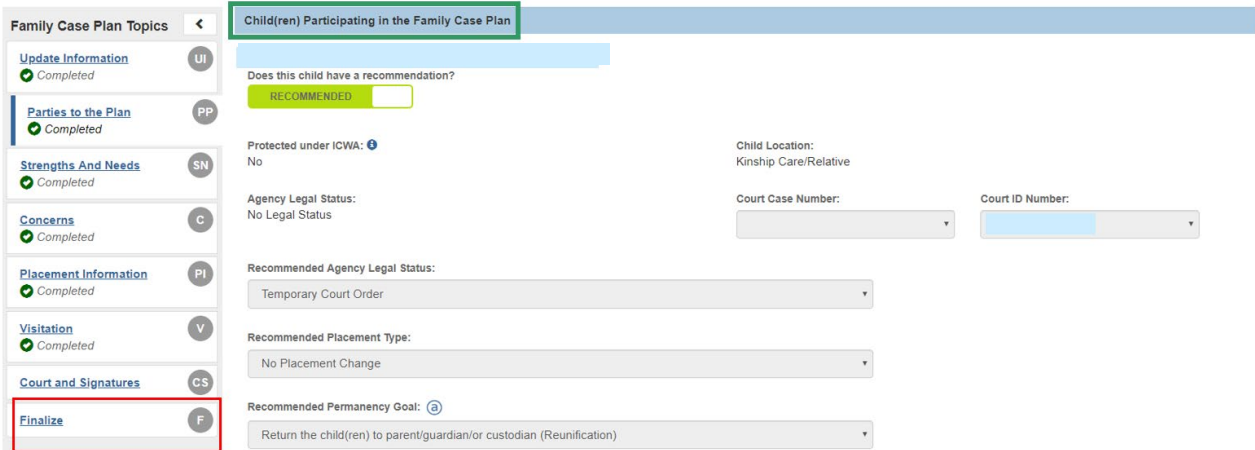 Family Case Plan Topics
Update Information
UI
Completed
Parties to the Plan
PP
Completed
Strengths And Needs
SN
Completed
Concerns
C
Completed
Placement Information
PI
Completed
Visitation
V
Completed
Court and Signatures
CS
Finalize
F
Child(ren) Participating in the Family Case Plan
Does this child have a recommendation?
RECOMMENDED
Protected under ICWA:
No
Child Location:
Kinship Care/Relative
Agency Legal Status:
No Legal Status
Court Case Number:
Court ID Number:
Recommended Agency Legal Status:
Temporary Court Order
Recommended Placement Type:
No Placement Change
Recommended Permanency Goal: a
Return the child(ren) to parent/guardian/or custodian (Reunification)